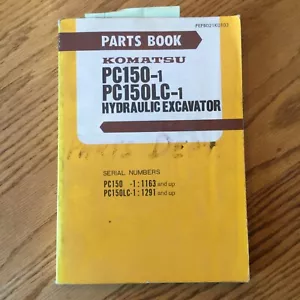 PARTS BOOK
KOMATSU
PC150-1
PC150LC-1
HYDRAULIC EXCAVATOR
SERIAL NUMBERS
PC150 -1:1163 and up
PC150LC-1:1291 and up